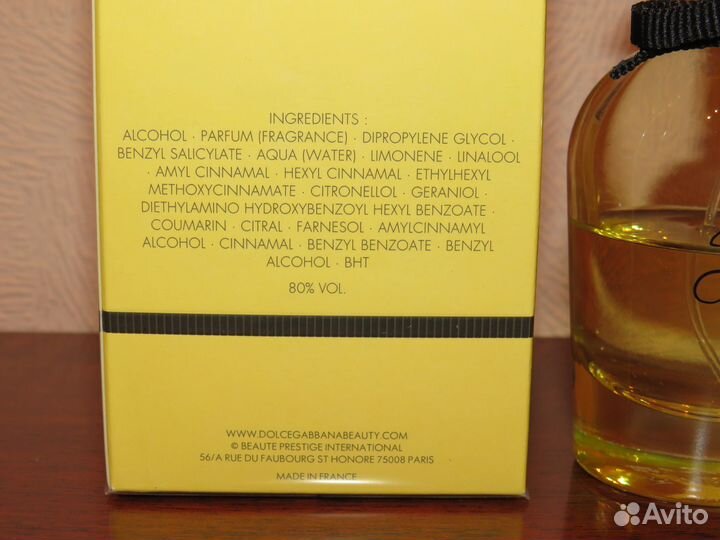 INGREDIENTS :
ALCOHOL · PARFUM (FRAGRANCE) · DIPROPYLENE GLYCOL ·
BENZYL SALICYLATE · AQUA (WATER) · LIMONENE · LINALOOL
· AMYL CINNAMAL · HEXYL CINNAMAL · ETHYLHEXYL
METHOXYCINNAMATE · CITRONELLOL · GERANIOL ·
DIETHYLAMINO HYDROXYBENZOYL HEXYL BENZOATE ·
COUMARIN · CITRAL · FARNESOL · AMYLCINNAMYL
ALCOHOL · CINNAMAL · BENZYL BENZOATE · BENZYL
ALCOHOL · BHT
80% VOL.
WWW.DOLCEGABBANABEAUTY.COM
© BEAUTE PRESTIGE INTERNATIONAL
56/A RUE DU FAUBOURG ST HONORE 75008 PARIS
MADE IN FRANCE
Avito